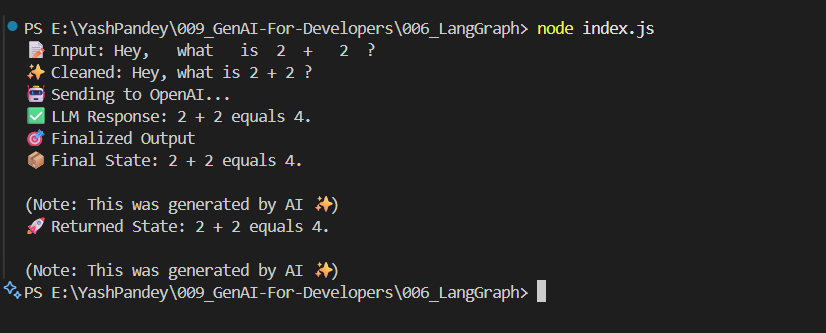 PS E:\YashPandey\009_GenAI-For-Developers\006_LangGraph> node index.js
📝 Input: Hey,   what   is  2  +   2  ?
✨ Cleaned: Hey, what is 2 + 2 ?
🤖 Sending to OpenAI...
✅ LLM Response: 2 + 2 equals 4.
🎯 Finalized Output
📦 Final State: 2 + 2 equals 4.
(Note: This was generated by AI ✨)
🚀 Returned State: 2 + 2 equals 4.
(Note: This was generated by AI ✨)
PS E:\YashPandey\009_GenAI-For-Developers\006_LangGraph>